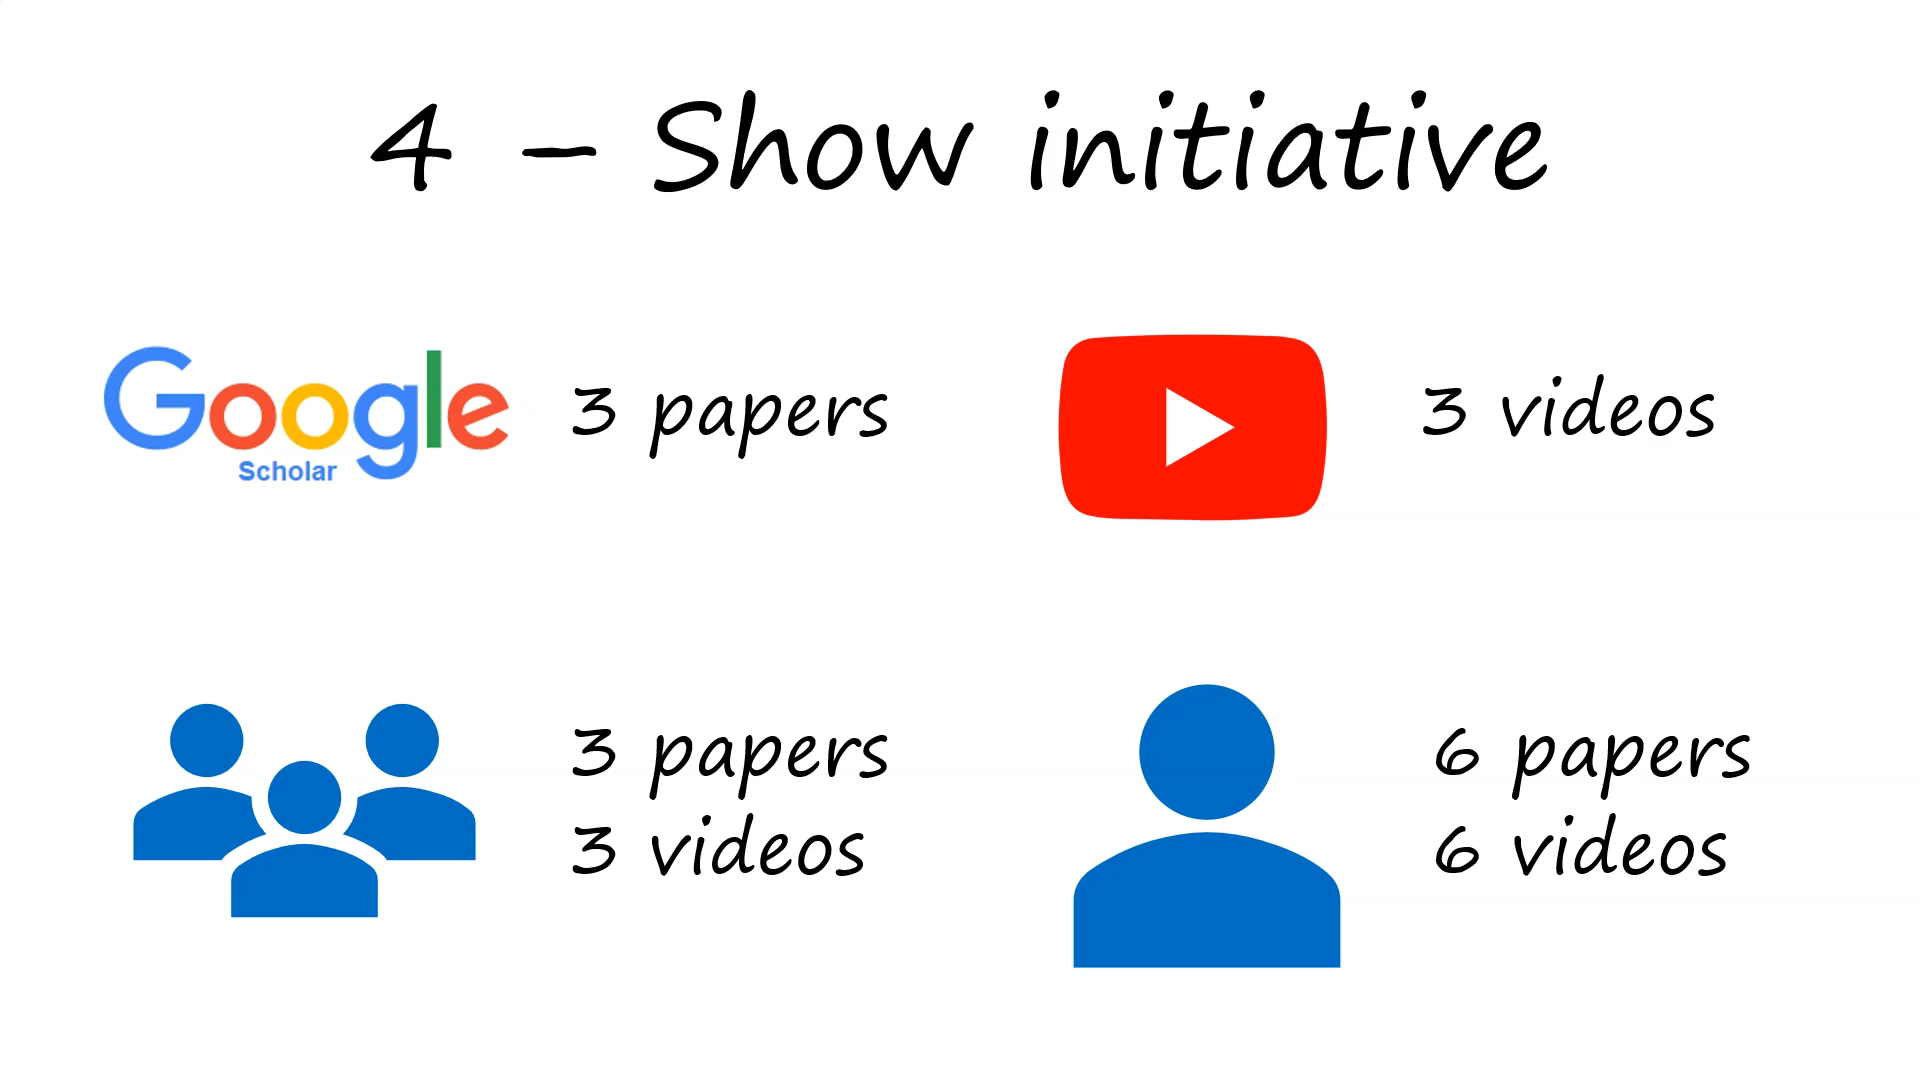 4 – Show initiative
Google
Scholar
3 papers
3 videos
3 papers
3 videos
6 papers
6 videos